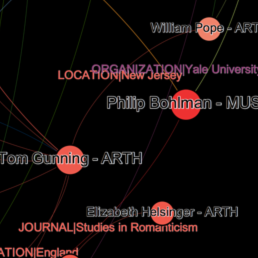 William Pope - ARTH
ORGANIZATION|Yale University
LOCATION|New Jersey
Philip Bohlman - MUS
Tom Gunning - ARTH
Elizabeth Helsinger - ARTH
JOURNAL|Studies in Romanticism
ATION|England